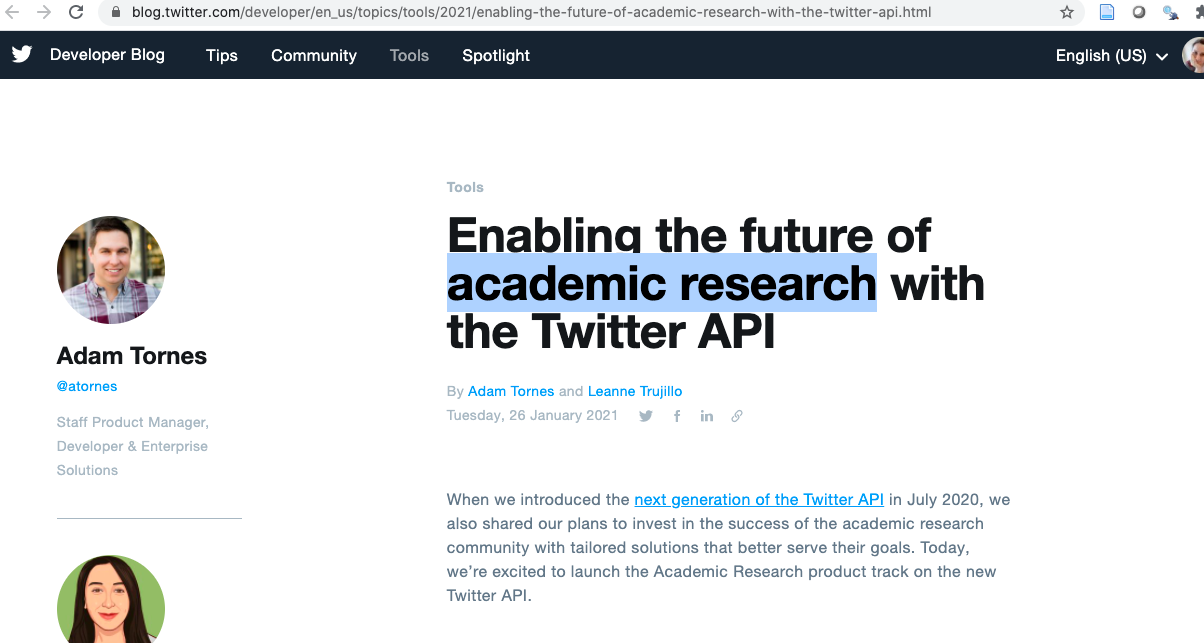 blog.twitter.com/developer/en_us/topics/tools/2021/enabling-the-future-of-academic-research-with-the-twitter-api.html
Developer Blog Tips Community Tools Spotlight English (US)
Tools
Enabling the future of
academic research with
the Twitter API
By Adam Tornes and Leanne Trujillo
Tuesday, 26 January 2021
Adam Tornes
@atornes
Staff Product Manager,
Developer & Enterprise
Solutions
When we introduced the next generation of the Twitter API in July 2020, we
also shared our plans to invest in the success of the academic research
community with tailored solutions that better serve their goals. Today,
we’re excited to launch the Academic Research product track on the new
Twitter API.